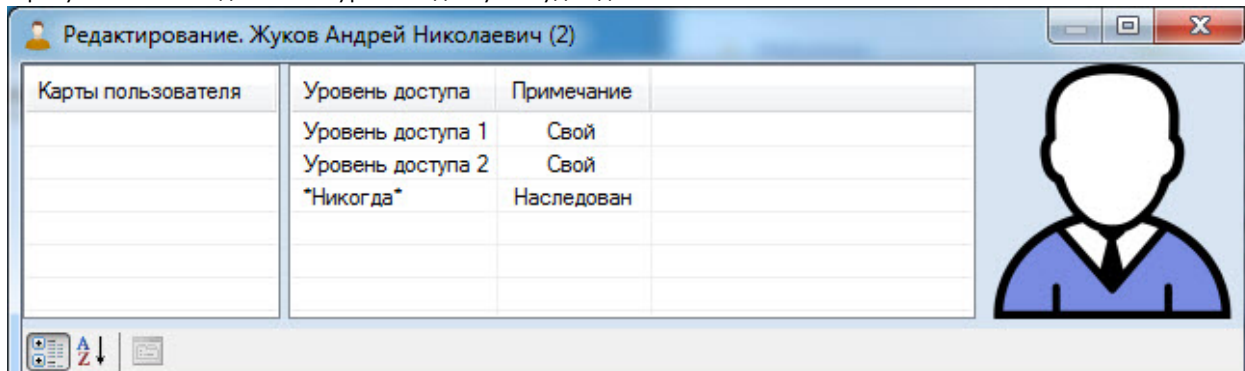 Редактирование. Жуков Андрей Николаевич (2)
Карты пользователя Уровень доступа Примечание
Уровень доступа 1 Свой
Уровень доступа 2 Свой
*Никогда* Наследован
A
Z